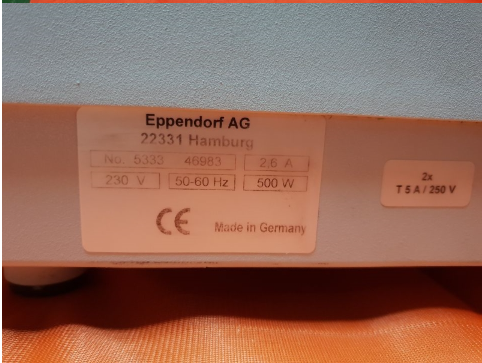 Eppendorf AG
22331 Hamburg
No. 5333 46983 2,6 A
230 V 50-60 Hz 500 W
CE Made in Germany
2x
T 5 A / 250 V